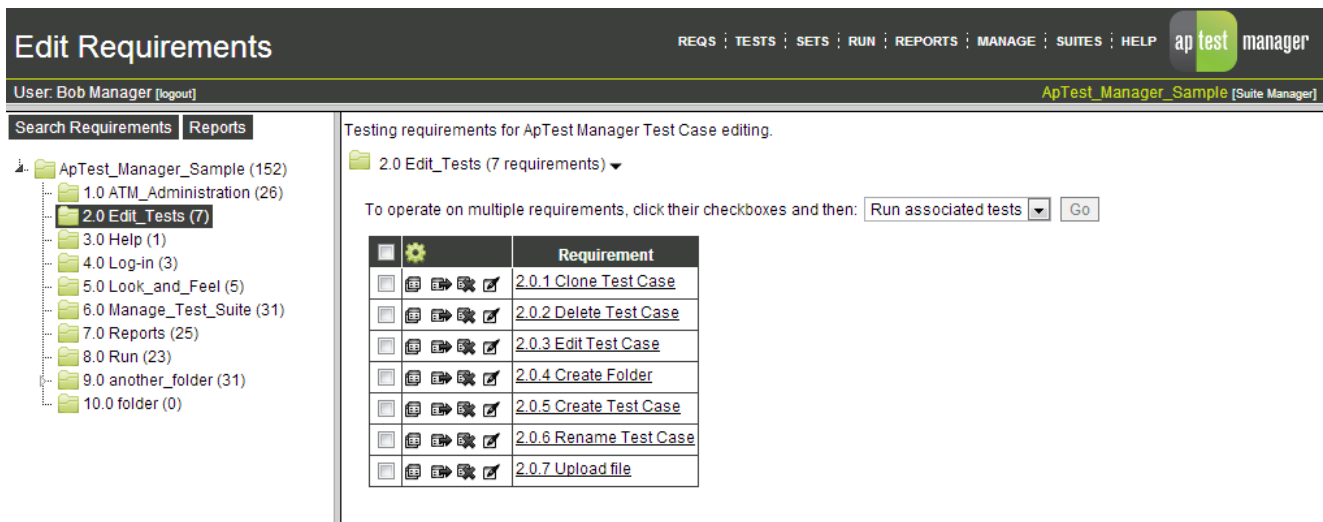 Edit Requirements
REQS TESTS SETS RUN REPORTS MANAGE SUITES HELP
ap test manager
User: Bob Manager [logout]
ApTest_Manager_Sample [Suite Manager]
Search Requirements Reports
ApTest_Manager_Sample (152)
1.0 ATM_Administration (26)
2.0 Edit_Tests (7)
3.0 Help (1)
4.0 Log-in (3)
5.0 Look_and_Feel (5)
6.0 Manage_Test_Suite (31)
7.0 Reports (25)
8.0 Run (23)
9.0 another_folder (31)
10.0 folder (0)
Testing requirements for ApTest Manager Test Case editing.
2.0 Edit_Tests (7 requirements)
To operate on multiple requirements, click their checkboxes and then: Run associated tests Go
Requirement
2.0.1 Clone Test Case
2.0.2 Delete Test Case
2.0.3 Edit Test Case
2.0.4 Create Folder
2.0.5 Create Test Case
2.0.6 Rename Test Case
2.0.7 Upload file